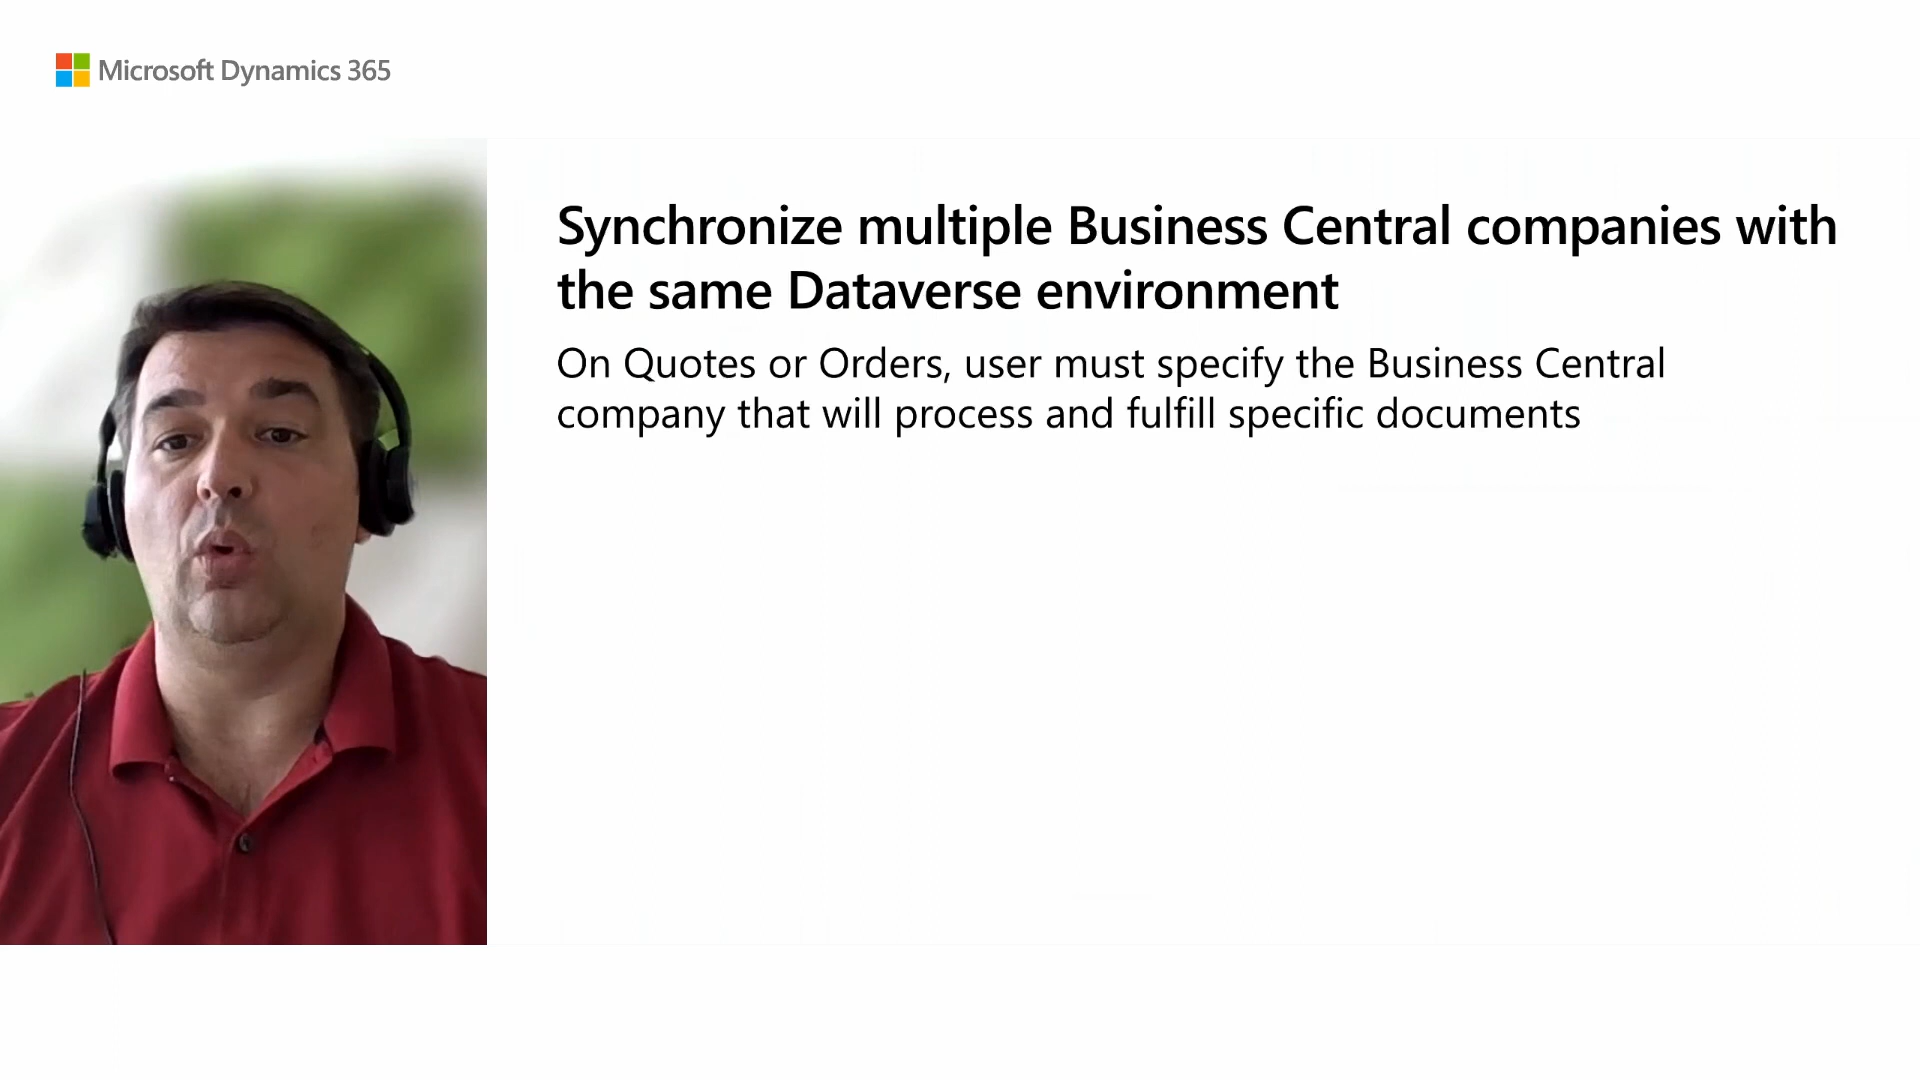 Microsoft Dynamics 365
Synchronize multiple Business Central companies with
the same Dataverse environment
On Quotes or Orders, user must specify the Business Central
company that will process and fulfill specific documents